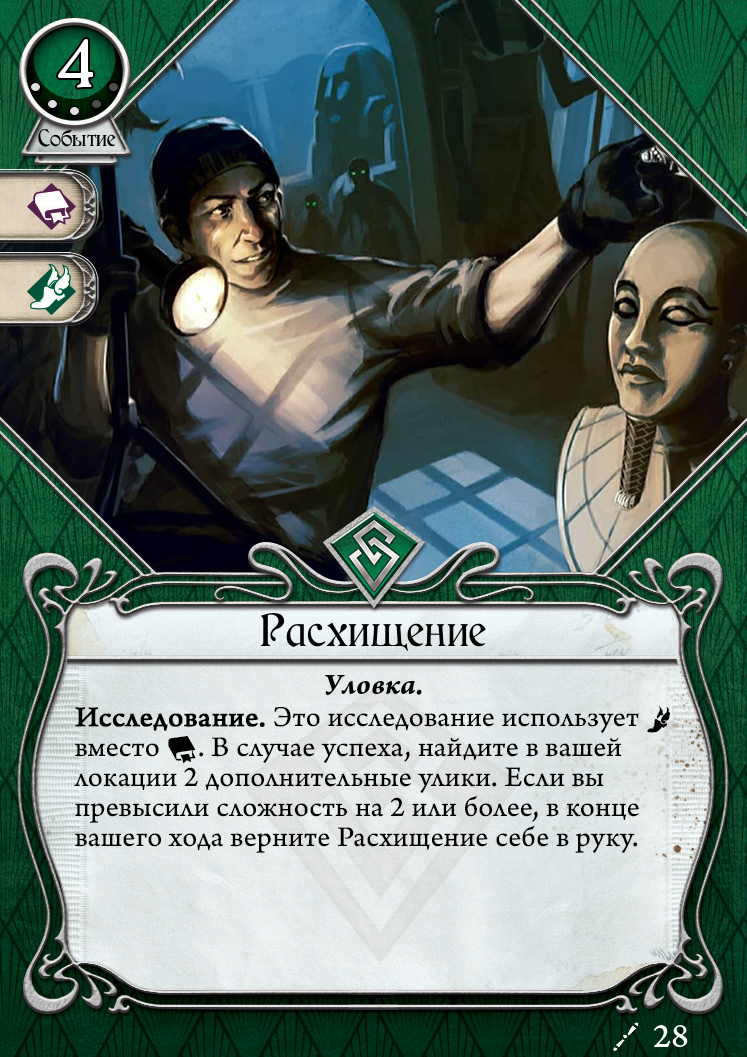 4
Событие
Расхищение
Уловка.
Исследование. Это исследование использует
вместо . В случае успеха, найдите в вашей
локации 2 дополнительные улики. Если вы
превысили сложность на 2 или более, в конце
вашего хода верните Расхищение себе в руку.
28